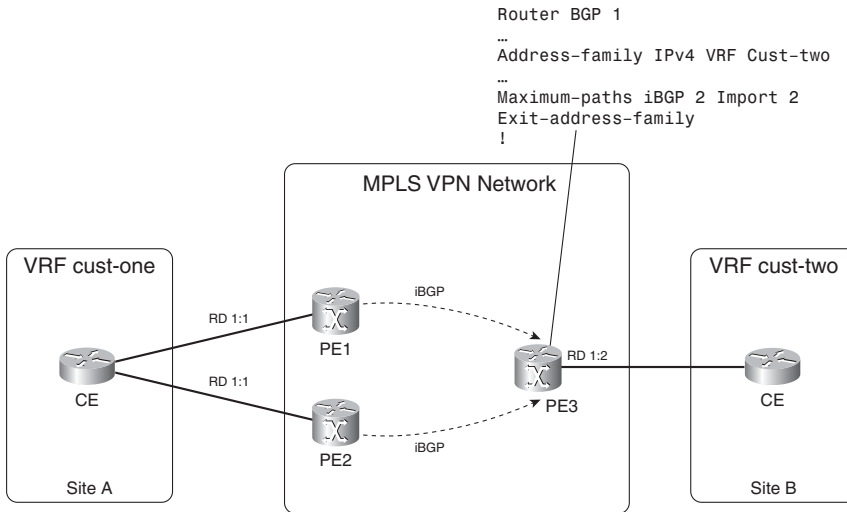 Router BGP 1
…
Address-family IPv4 VRF Cust-two
…
Maximum-paths iBGP 2 Import 2
Exit-address-family
!
MPLS VPN Network
VRF cust-one
VRF cust-two
iBGP
RD 1:1
PE1
RD 1:2
CE
RD 1:1
PE3
CE
PE2
iBGP
Site A
Site B